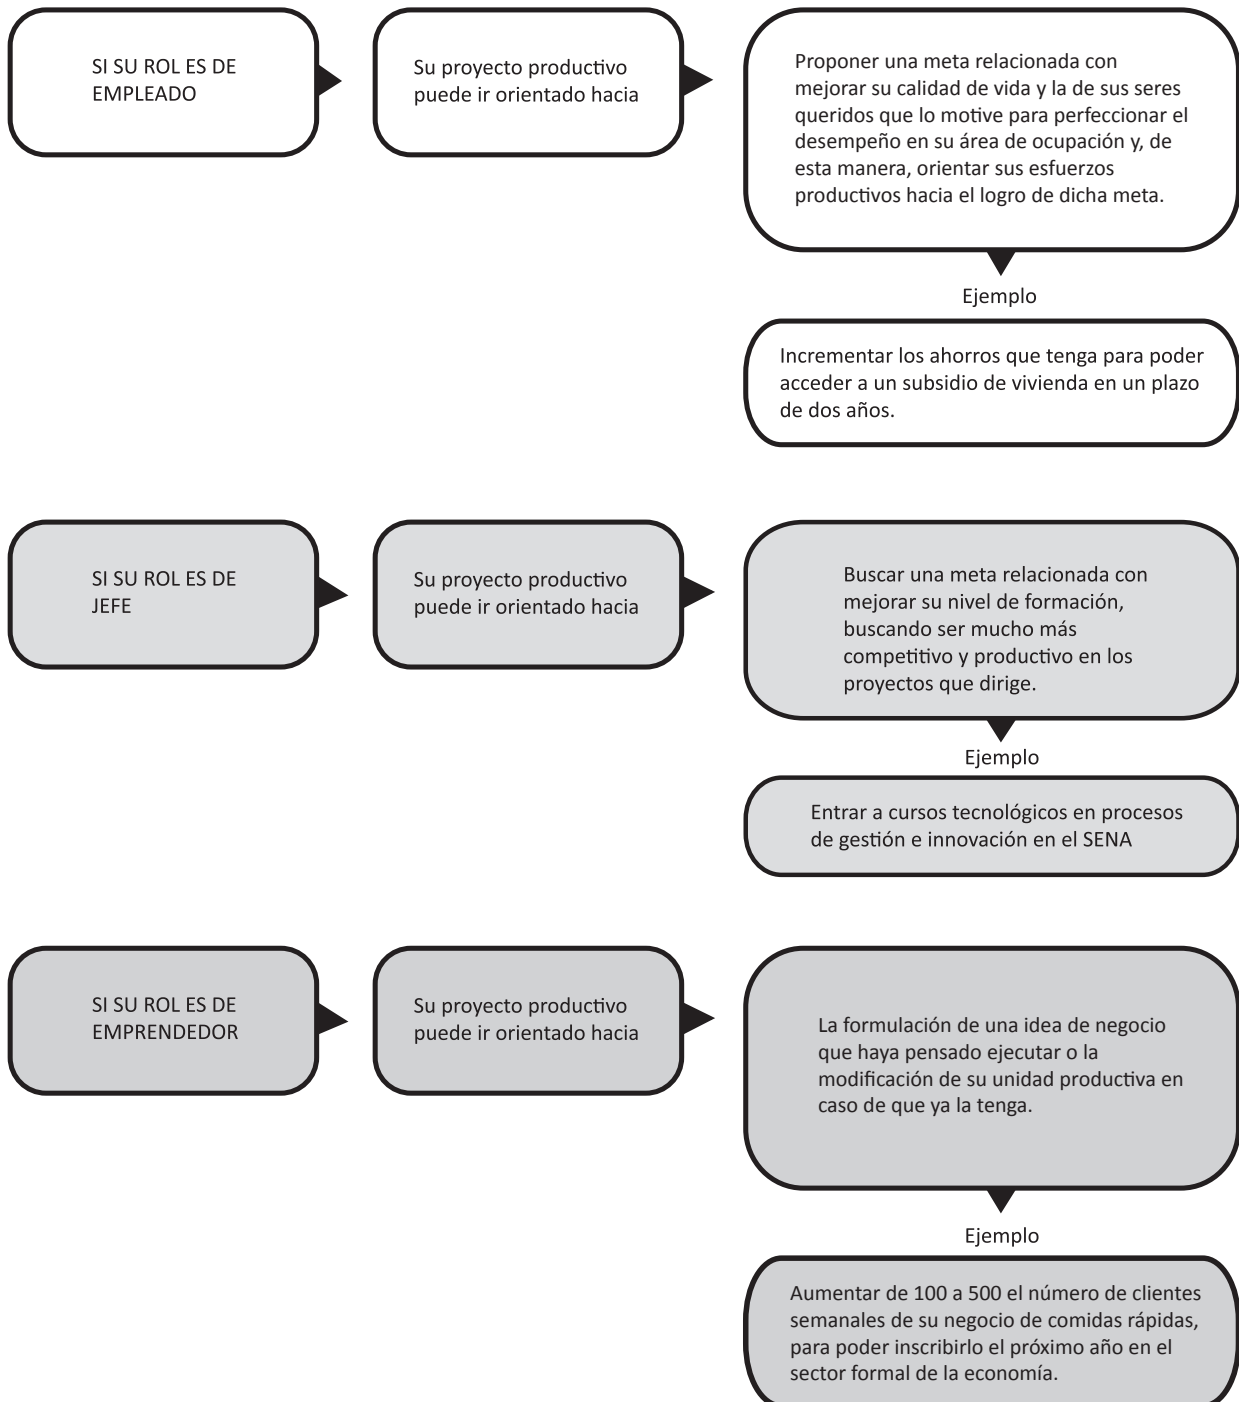 SI SU ROL ES DE
EMPLEADO
Su proyecto productivo
puede ir orientado hacia
Proponer una meta relacionada con
mejorar su calidad de vida y la de sus seres
queridos que lo motive para perfeccionar el
desempeño en su área de ocupación y, de
esta manera, orientar sus esfuerzos
productivos hacia el logro de dicha meta.
Ejemplo
Incrementar los ahorros que tenga para poder
acceder a un subsidio de vivienda en un plazo
de dos años.
SI SU ROL ES DE
JEFE
Su proyecto productivo
puede ir orientado hacia
Buscar una meta relacionada con
mejorar su nivel de formación,
buscando ser mucho más
competitivo y productivo en los
proyectos que dirige.
Ejemplo
Entrar a cursos tecnológicos en procesos
de gestión e innovación en el SENA
SI SU ROL ES DE
EMPRENDEDOR
Su proyecto productivo
puede ir orientado hacia
La formulación de una idea de negocio
que haya pensado ejecutar o la
modificación de su unidad productiva en
caso de que ya la tenga.
Ejemplo
Aumentar de 100 a 500 el número de clientes
semanales de su negocio de comidas rápidas,
para poder inscribirlo el próximo año en el
sector formal de la economía.